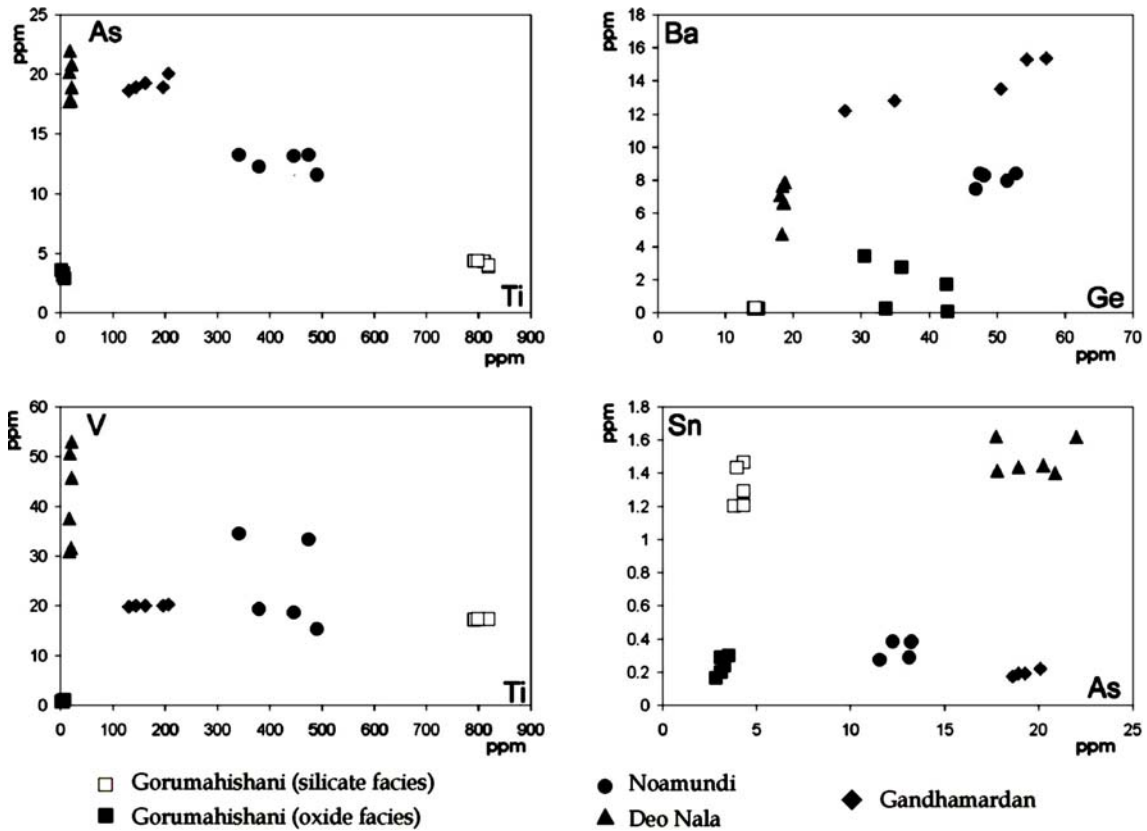 ppm
25
20
15
10
5
0
As
Ti
0 100 200 300 400 500 600 700 800 900
ppm
ppm
18
16
14
12
10
8
6
4
2
0
Ba
Ge
0 10 20 30 40 50 60 70
ppm
ppm
60
50
40
30
20
10
0
V
Ti
0 100 200 300 400 500 600 700 800 900
ppm
ppm
1.8
1.6
1.4
1.2
1
0.8
0.6
0.4
0.2
0
Sn
As
0 5 10 15 20 25
ppm
Gorumahishani (silicate facies)
Gorumahishani (oxide facies)
Noamundi
Deo Nala
Gandhamardan